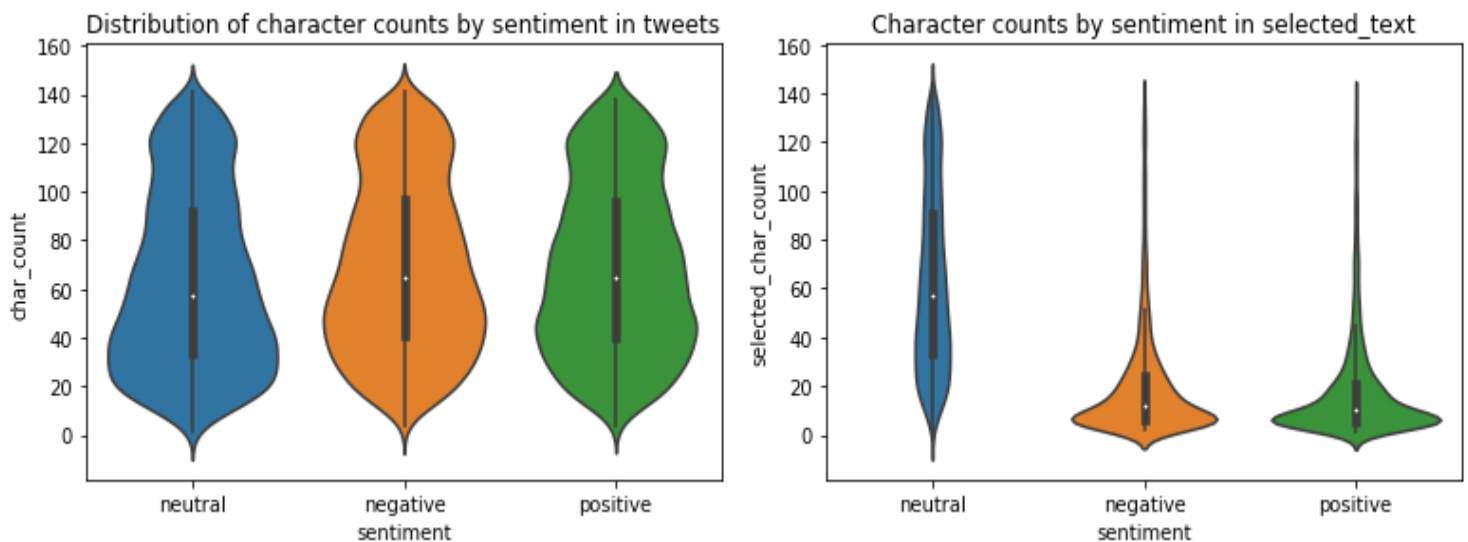 Distribution of character counts by sentiment in tweets
160
140
120
100
80
60
40
20
0
char_count
neutral negative positive
sentiment
Character counts by sentiment in selected_text
160
140
120
100
80
60
40
20
0
selected_char_count
neutral negative positive
sentiment